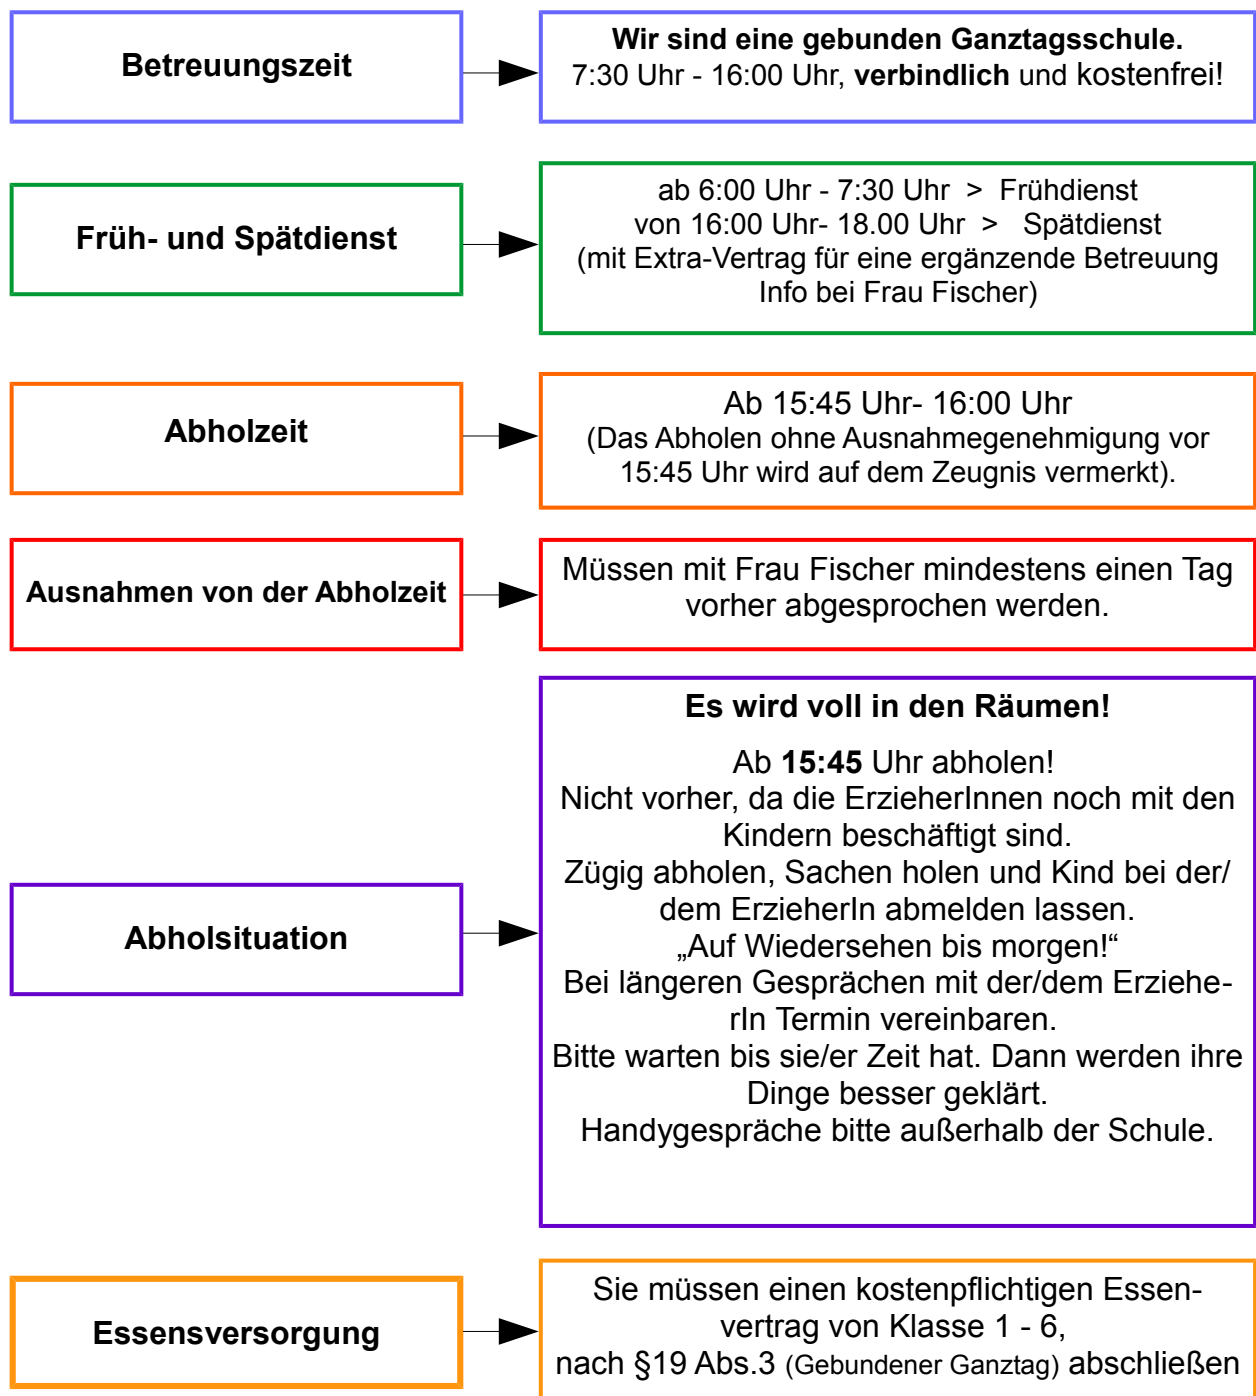 Betreuungszeit
Wir sind eine gebunden Ganztagsschule.
7:30 Uhr - 16:00 Uhr, verbindlich und kostenfrei!
Früh- und Spätdienst
ab 6:00 Uhr - 7:30 Uhr > Frühdienst
von 16:00 Uhr- 18.00 Uhr > Spätdienst
(mit Extra-Vertrag für eine ergänzende Betreuung
Info bei Frau Fischer)
Abholzeit
Ab 15:45 Uhr- 16:00 Uhr
(Das Abholen ohne Ausnahmegenehmigung vor
15:45 Uhr wird auf dem Zeugnis vermerkt).
Ausnahmen von der Abholzeit
Müssen mit Frau Fischer mindestens einen Tag
vorher abgesprochen werden.
Abholsituation
Es wird voll in den Räumen!
Ab 15:45 Uhr abholen!
Nicht vorher, da die ErzieherInnen noch mit den
Kindern beschäftigt sind.
Zügig abholen, Sachen holen und Kind bei der/
dem ErzieherIn abmelden lassen.
„Auf Wiedersehen bis morgen!“
Bei längeren Gesprächen mit der/dem Erziehe-
rIn Termin vereinbaren.
Bitte warten bis sie/er Zeit hat. Dann werden ihre
Dinge besser geklärt.
Handygespräche bitte außerhalb der Schule.
Essensversorgung
Sie müssen einen kostenpflichtigen Essen-
vertrag von Klasse 1 - 6,
nach §19 Abs.3 (Gebundener Ganztag) abschließen